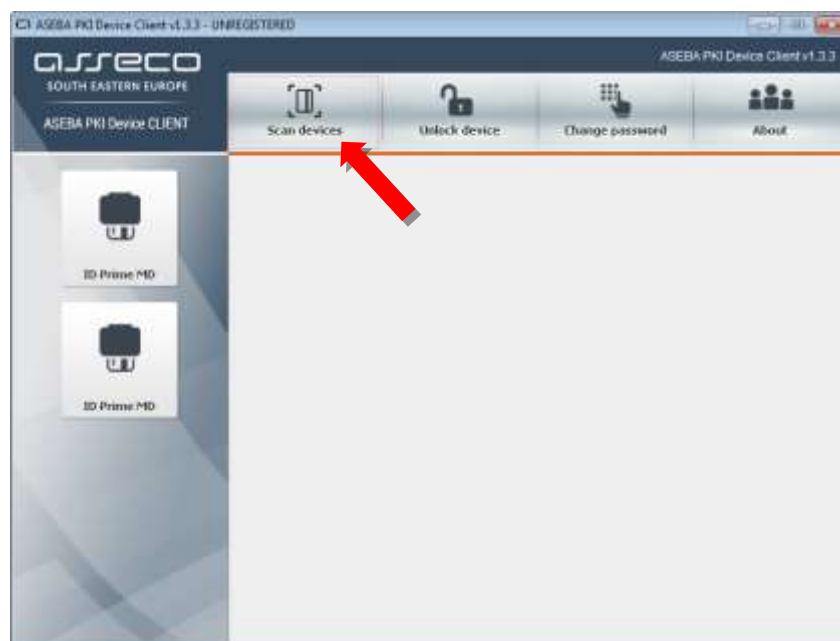 ASEBA PKI Device Client v1.3.3 - UNREGISTERED
asseco
SOUTH EASTERN EUROPE
ASEBA PKI Device CLIENT
ASEBA PKI Device Client v1.3.3
Scan devices
Unlock device
Change password
About
ID Prime MD
ID Prime MD